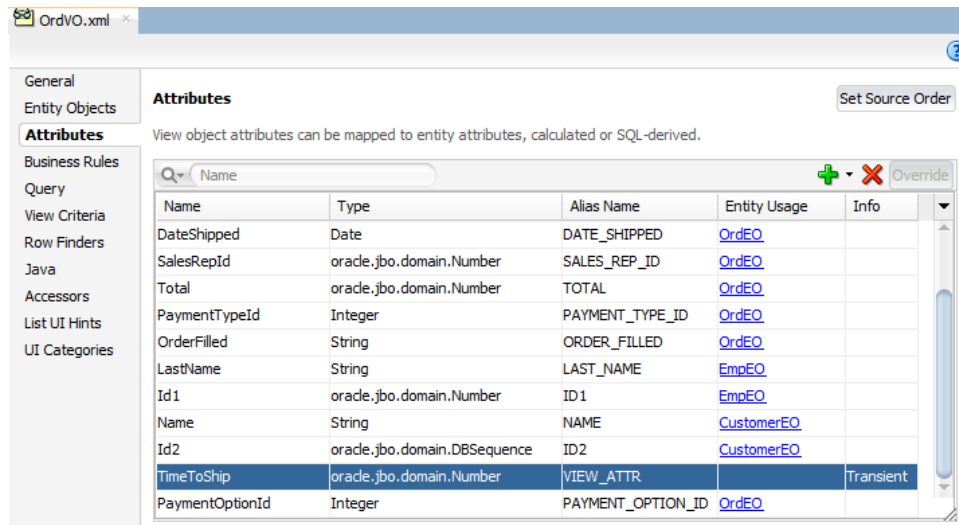 OrdVO.xml
General
Entity Objects
Attributes
Business Rules
Query
View Criteria
Row Finders
Java
Accessors
List UI Hints
UI Categories
Attributes
Set Source Order
View object attributes can be mapped to entity attributes, calculated or SQL-derived.
Name
Override
Name Type Alias Name Entity Usage Info
DateShipped Date DATE_SHIPPED OrdEO
SalesRepId oracle.jbo.domain.Number SALES_REP_ID OrdEO
Total oracle.jbo.domain.Number TOTAL OrdEO
PaymentTypeId Integer PAYMENT_TYPE_ID OrdEO
OrderFilled String ORDER_FILLED OrdEO
LastName String LAST_NAME EmpEO
Id1 oracle.jbo.domain.Number ID1 EmpEO
Name String NAME CustomerEO
Id2 oracle.jbo.domain.DBSequence ID2 CustomerEO
TimeToShip oracle.jbo.domain.Number VIEW_ATTR Transient
PaymentOptionId Integer PAYMENT_OPTION_ID OrdEO